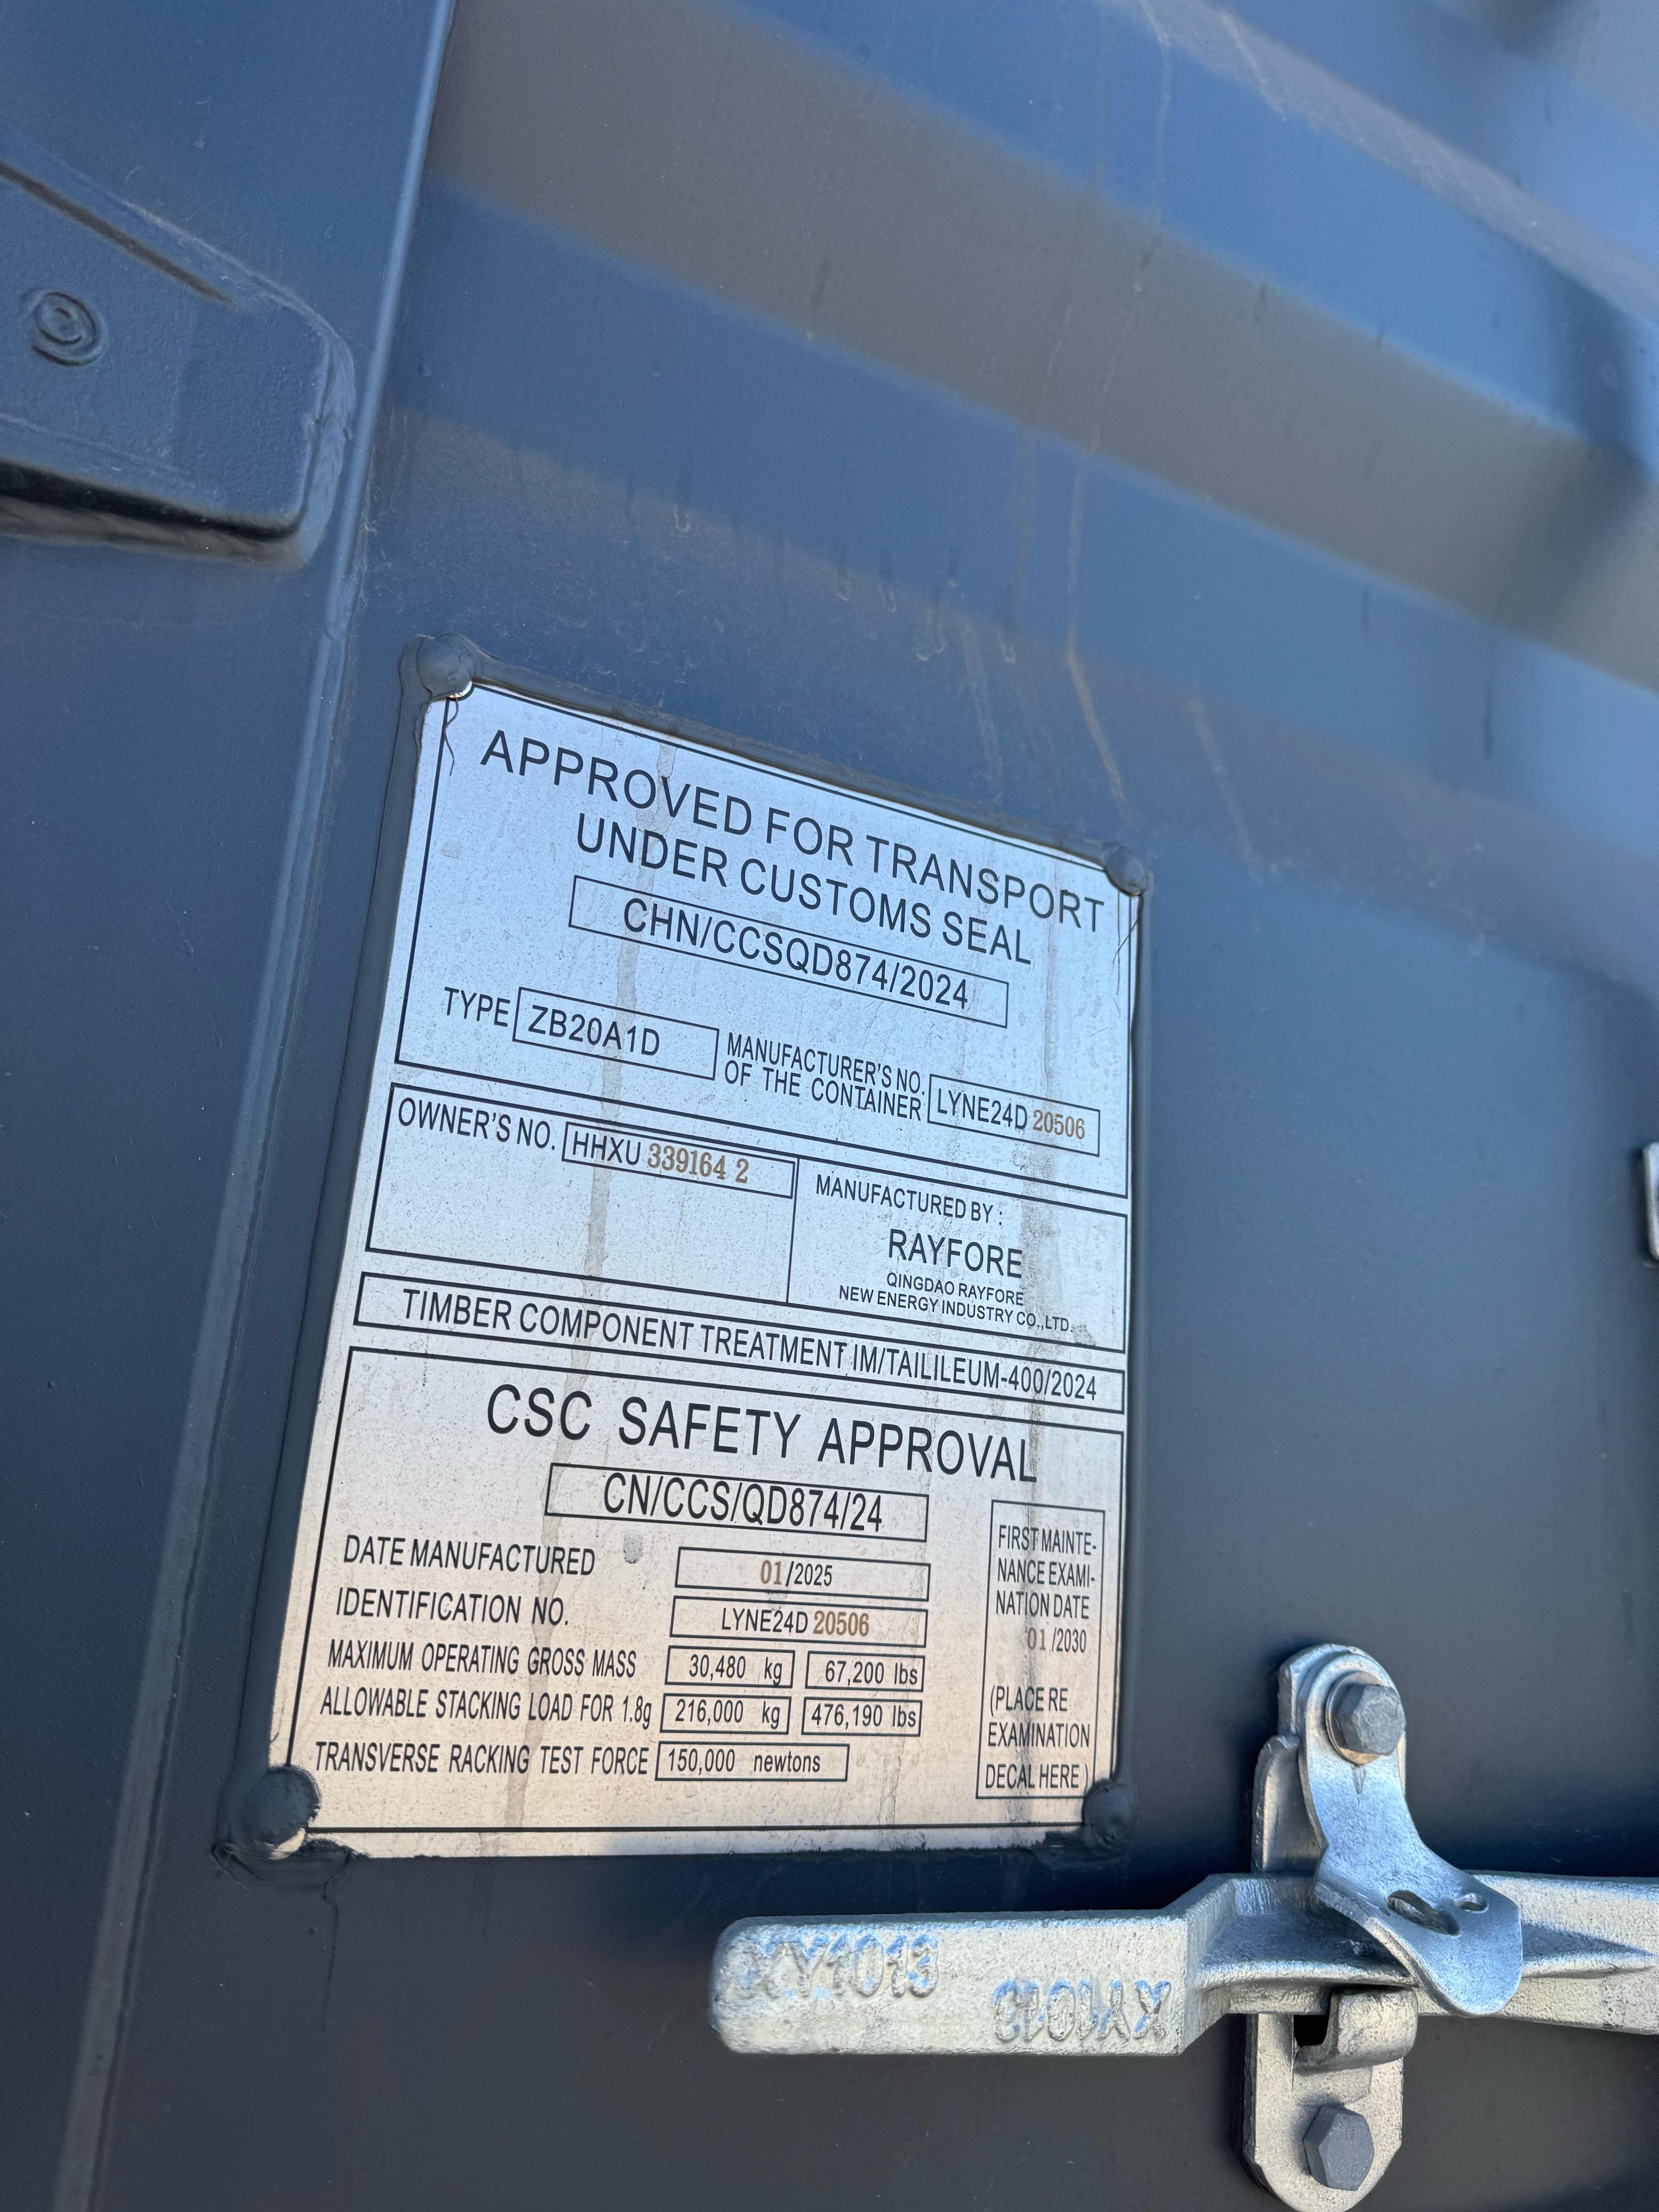 APPROVED FOR TRANSPORT
UNDER CUSTOMS SEAL
CHN/CCSQD874/2024
TYPE ZB20A1D
MANUFACTURER'S NO.
OF THE CONTAINER LYNE24D 20506
OWNER'S NO. HHXU 339164 2
MANUFACTURED BY :
RAYFORE
QINGDAO RAYFORE
NEW ENERGY INDUSTRY CO.,LTD.
TIMBER COMPONENT TREATMENT IM/TAILILEUM-400/2024
CSC SAFETY APPROVAL
CN/CCS/QD874/24
DATE MANUFACTURED 01/2025
IDENTIFICATION NO. LYNE24D 20506
MAXIMUM OPERATING GROSS MASS 30,480 kg 67,200 lbs
ALLOWABLE STACKING LOAD FOR 1.8g 216,000 kg 476,190 lbs
TRANSVERSE RACKING TEST FORCE 150,000 newtons
FIRST MAINTE-
NANCE EXAMI-
NATION DATE
01/2030
(PLACE RE
EXAMINATION
DECAL HERE)
XY1013
XY1013